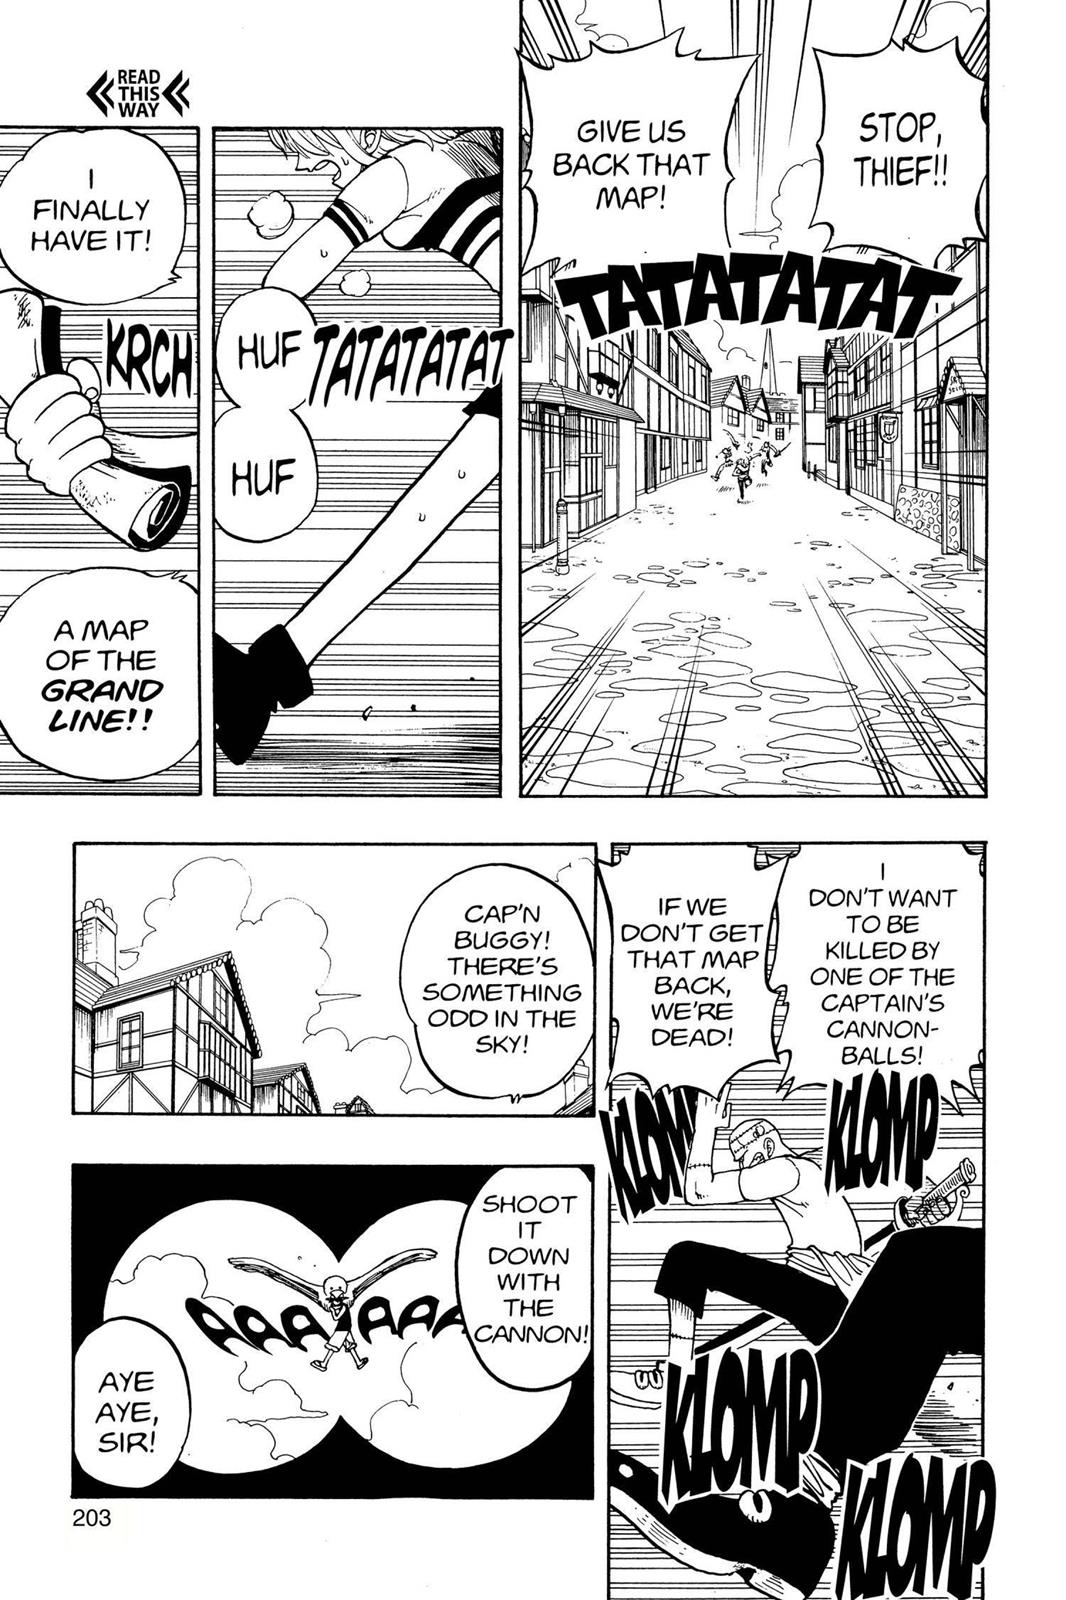 READ
THIS
WAY
STOP,
THIEF!!
GIVE US
BACK THAT
MAP!
TATATATAT
HUF
TATATATAT
HUF
I
FINALLY
HAVE IT!
KRCH
A MAP
OF THE
GRAND
LINE!!
I
DON'T WANT
TO BE
KILLED BY
ONE OF THE
CAPTAIN'S
CANNON-
BALLS!
IF WE
DON'T GET
THAT MAP
BACK,
WE'RE
DEAD!
KLOMP
KLOMP
KLOMP
KLOMP
CAP'N
BUGGY!
THERE'S
SOMETHING
ODD IN THE
SKY!
SHOOT
IT
DOWN
WITH
THE
CANNON!
AAAAAA
AYE
AYE,
SIR!
203